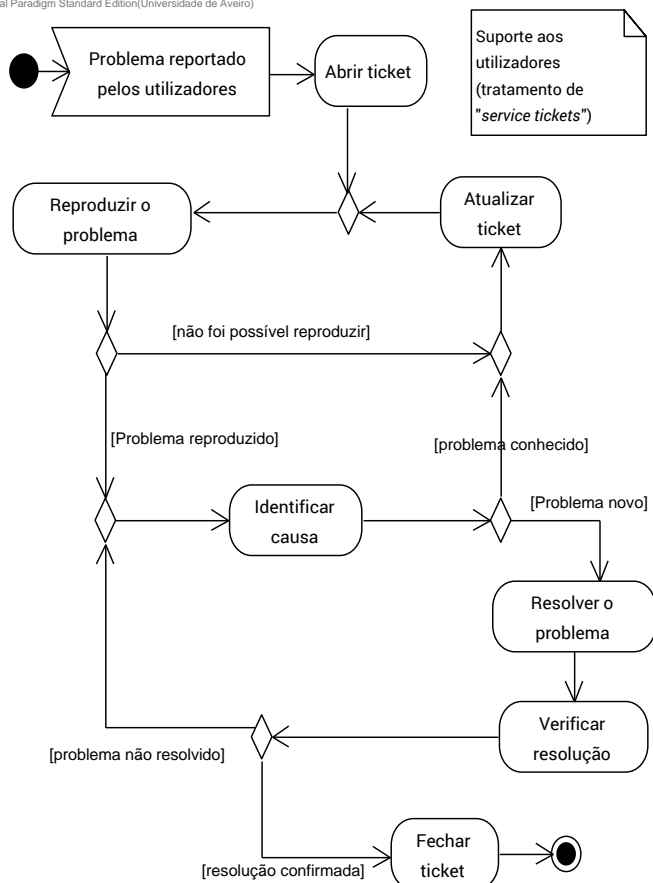 al Paradigm Standard Edition(Universidade de Aveiro)
Problema reportado
pelos utilizadores
Abrir ticket
Suporte aos
utilizadores
(tratamento de
"service tickets")
Reproduzir o
problema
Atualizar
ticket
[não foi possível reproduzir]
[Problema reproduzido]
[problema conhecido]
Identificar
causa
[Problema novo]
Resolver o
problema
Verificar
resolução
[problema não resolvido]
Fechar
ticket
[resolução confirmada]